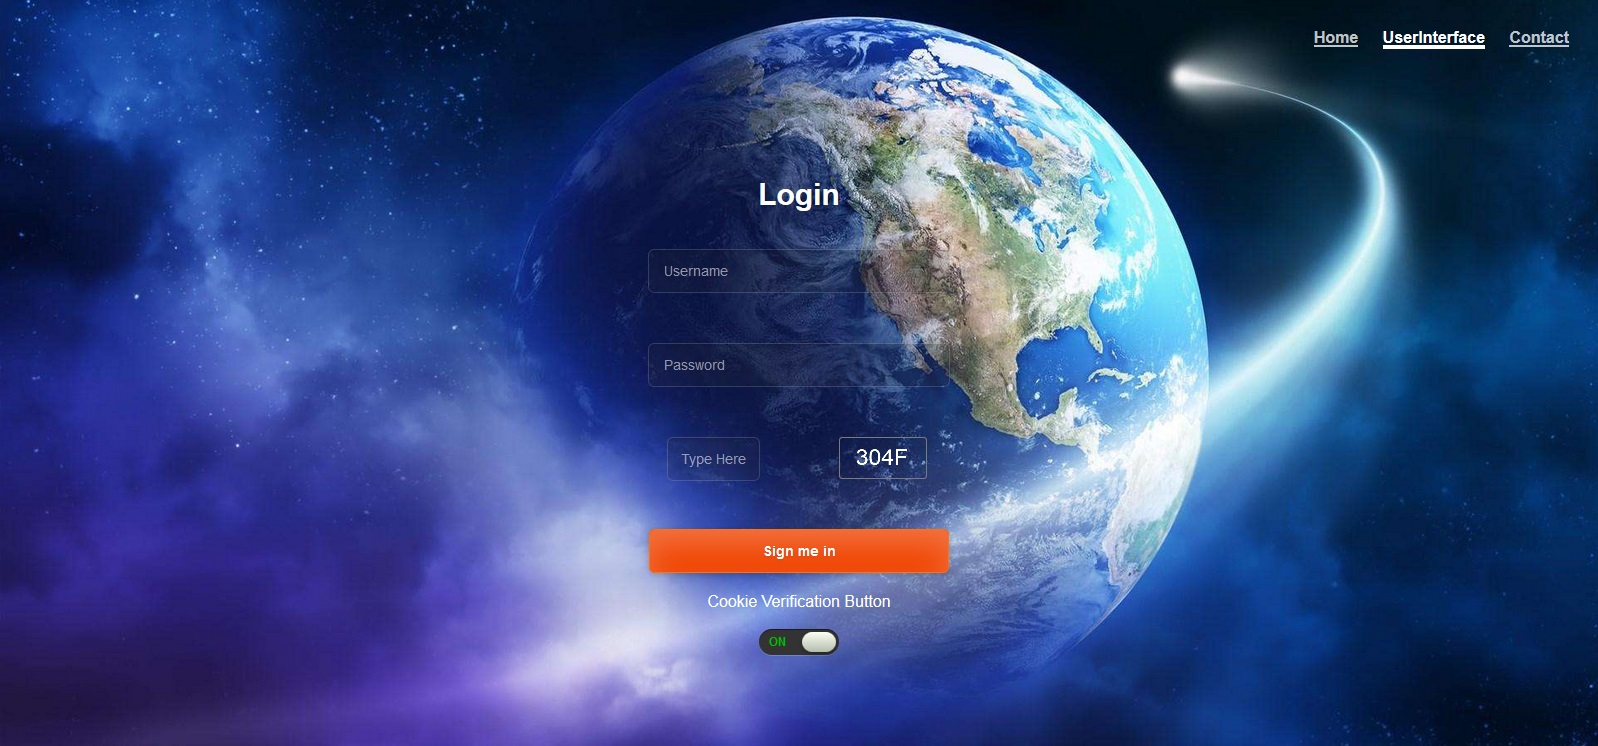 Home UserInterface Contact
Login
Username
Password
Type Here 304F
Sign me in
Cookie Verification Button
ON